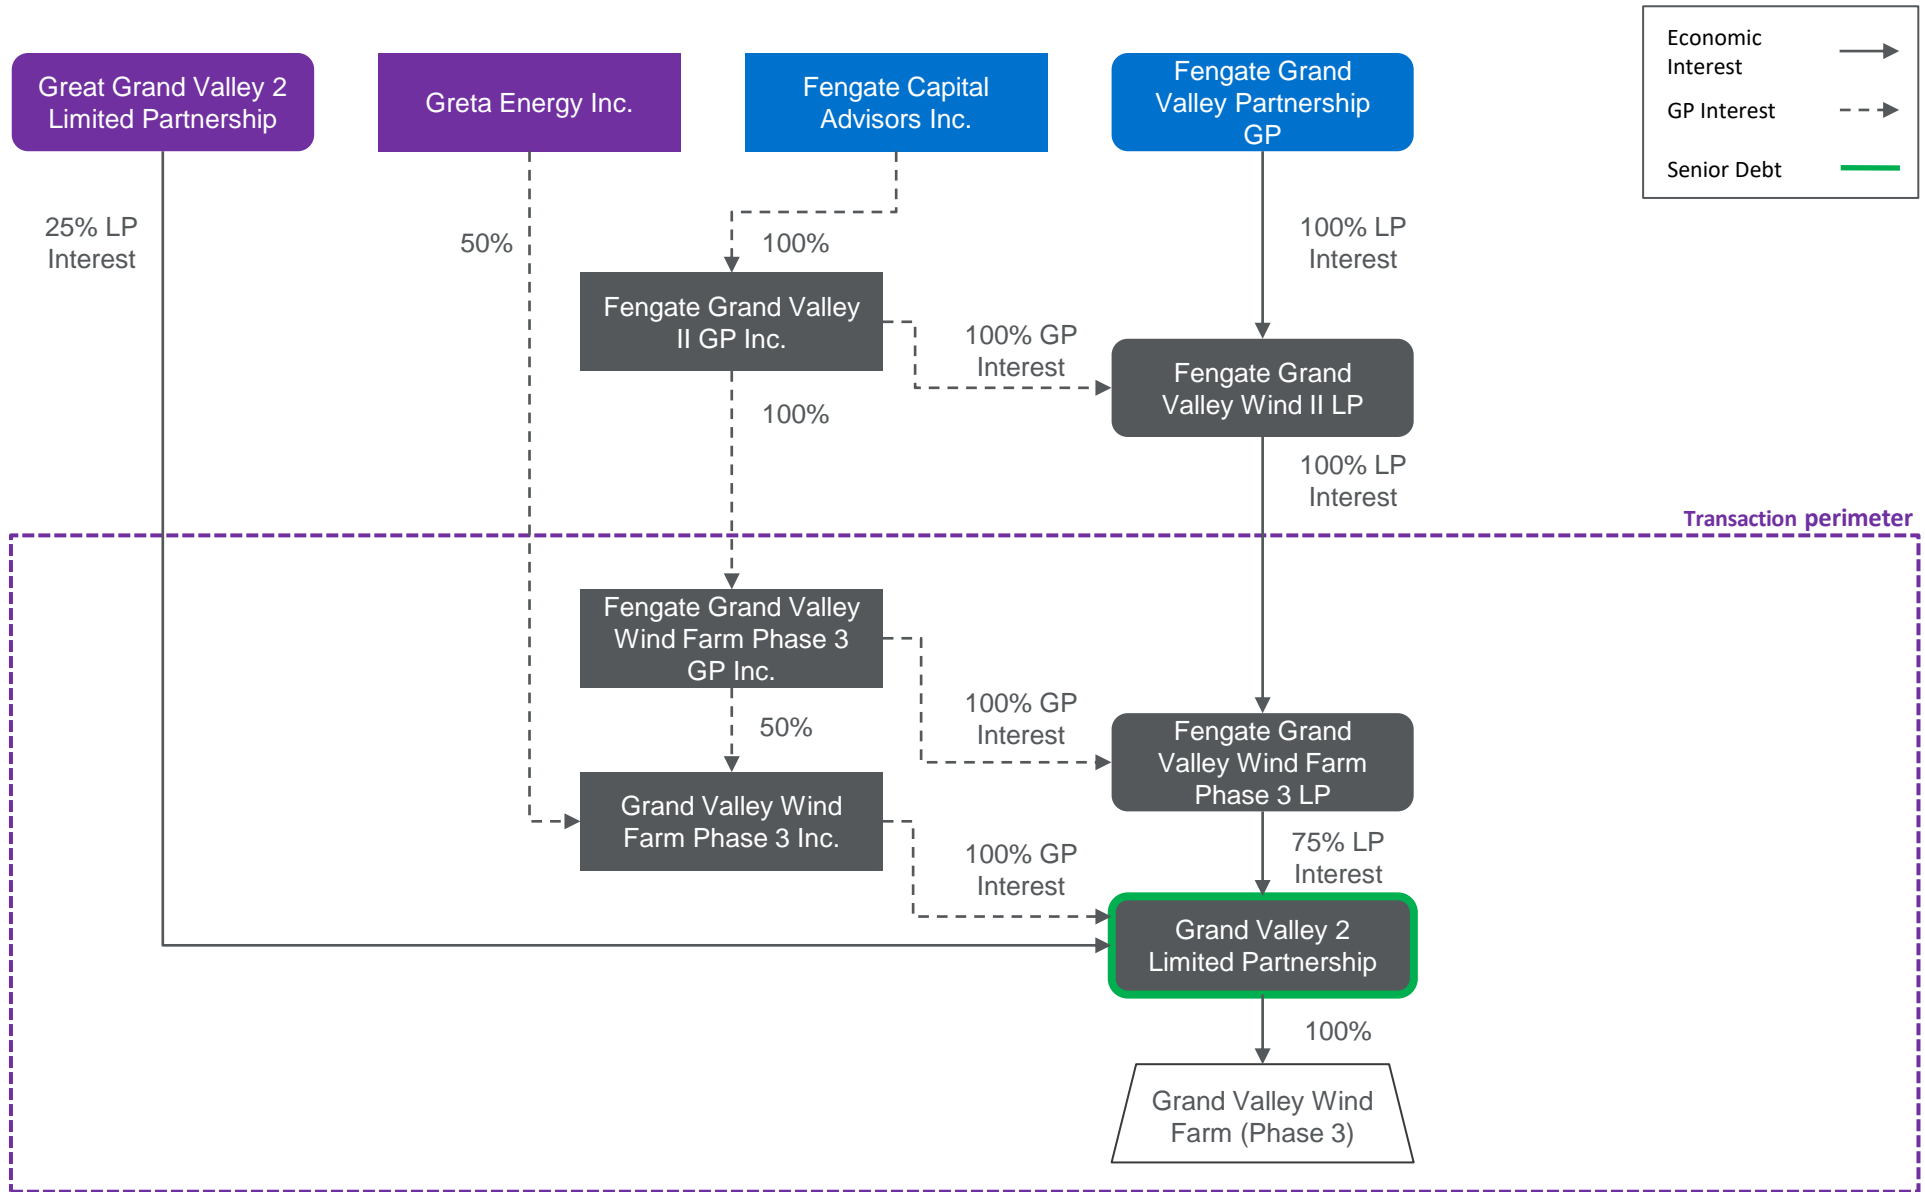 Economic
Interest
GP Interest
Senior Debt
Great Grand Valley 2
Limited Partnership
Greta Energy Inc.
Fengate Capital
Advisors Inc.
Fengate Grand
Valley Partnership
GP
25% LP
Interest
50%
100%
100% LP
Interest
Fengate Grand Valley
II GP Inc.
100% GP
Interest
Fengate Grand
Valley Wind II LP
100%
100% LP
Interest
Transaction perimeter
Fengate Grand Valley
Wind Farm Phase 3
GP Inc.
100% GP
Interest
50%
Fengate Grand
Valley Wind Farm
Phase 3 LP
Grand Valley Wind
Farm Phase 3 Inc.
100% GP
Interest
75% LP
Interest
Grand Valley 2
Limited Partnership
100%
Grand Valley Wind
Farm (Phase 3)